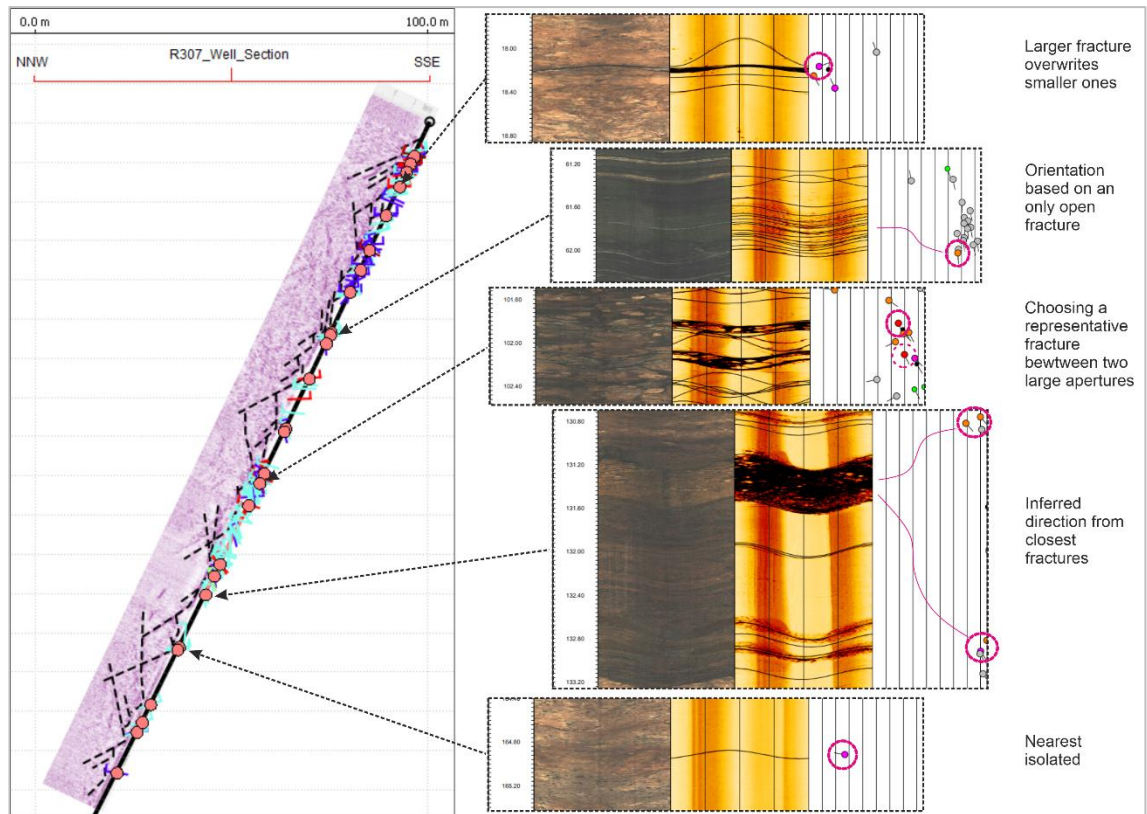 0.0 m
100.0 m
R307_Well_Section
NNW
SSE
18.00
18.40
18.80
Larger fracture
overwrites
smaller ones
61.20
61.60
62.00
Orientation
based on an
only open
fracture
101.60
102.00
102.40
Choosing a
representative
fracture
bewtween two
large apertures
130.80
131.20
131.60
132.00
132.40
132.80
133.20
Inferred
direction from
closest
fractures
164.80
165.20
Nearest
isolated